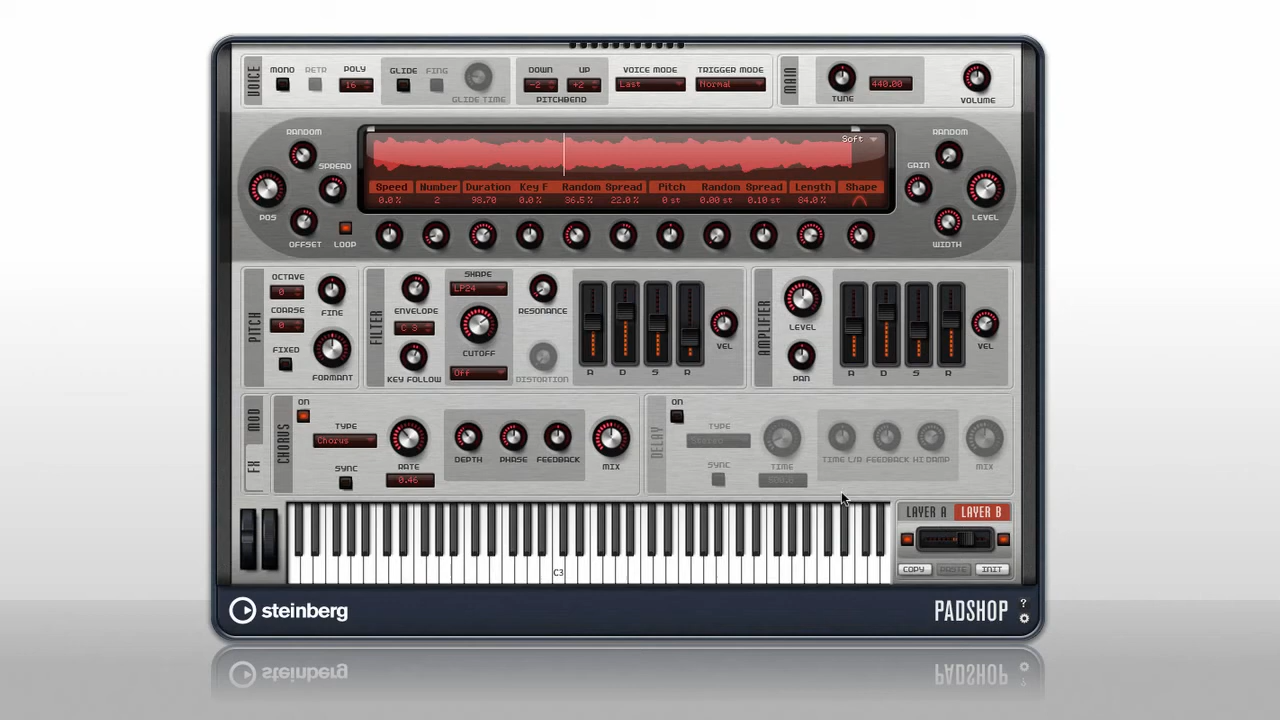 VOICE MONO RETR POLY 16 GLIDE FING GLIDE TIME DOWN -2 UP +2 PITCHBEND VOICE MODE Last TRIGGER MODE Normal MAIN TUNE 440.00 VOLUME
RANDOM SPREAD POS OFFSET LOOP
Soft
Speed Number Duration Key F Random Spread Pitch Random Spread Length Shape
0.0 % 2 98.70 0.0 % 36.5 % 22.0 % 0 st 0.00 st 0.10 st 84.0 %
RANDOM GAIN LEVEL WIDTH
PITCH OCTAVE 0 COARSE 0 FIXED FINE FORMANT
FILTER ENVELOPE KEY FOLLOW SHAPE LP24 CUTOFF Off RESONANCE DISTORTION A D S R VEL
AMPLIFIER LEVEL PAN A D S R VEL
MOD FX
CHORUS ON TYPE Chorus SYNC RATE 0.46 DEPTH PHASE FEEDBACK MIX
DELAY ON TYPE Stereo SYNC TIME TIME L/R FEEDBACK HI DAMP MIX
C3
LAYER A LAYER B
COPY PASTE INIT
steinberg
PADSHOP ?